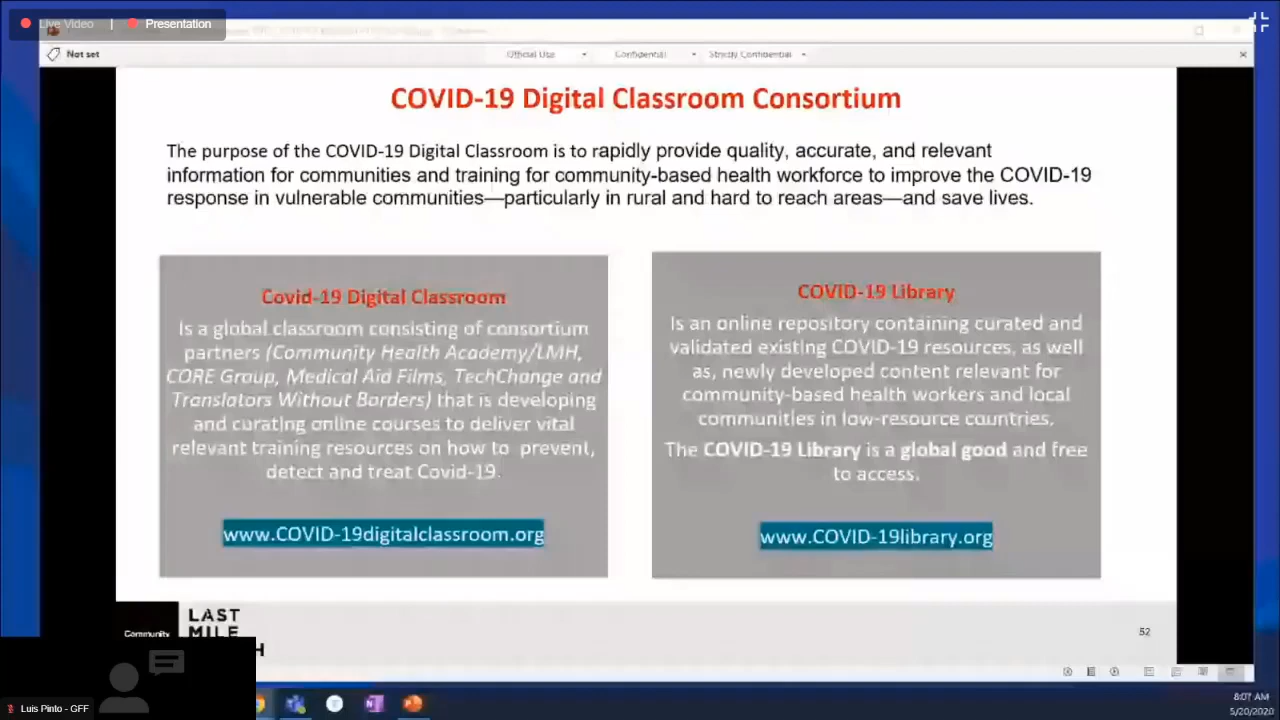 Live Video | Presentation
Not set
Official Use
Confidential
Strictly Confidential
COVID-19 Digital Classroom Consortium
The purpose of the COVID-19 Digital Classroom is to rapidly provide quality, accurate, and relevant
information for communities and training for community-based health workforce to improve the COVID-19
response in vulnerable communities—particularly in rural and hard to reach areas—and save lives.
Covid-19 Digital Classroom
Is a global classroom consisting of consortium
partners (Community Health Academy/LMH,
CORE Group, Medical Aid Films, TechChange and
Translators Without Borders) that is developing
and curating online courses to deliver vital
relevant training resources on how to prevent,
detect and treat Covid-19.
www.COVID-19digitalclassroom.org
COVID-19 Library
Is an online repository containing curated and
validated existing COVID-19 resources, as well
as, newly developed content relevant for
community-based health workers and local
communities in low-resource countries.
The COVID-19 Library is a global good and free
to access.
www.COVID-19library.org
Community
LAST
MILE
H
52
Luis Pinto - GFF
8:07 AM
5/20/2020